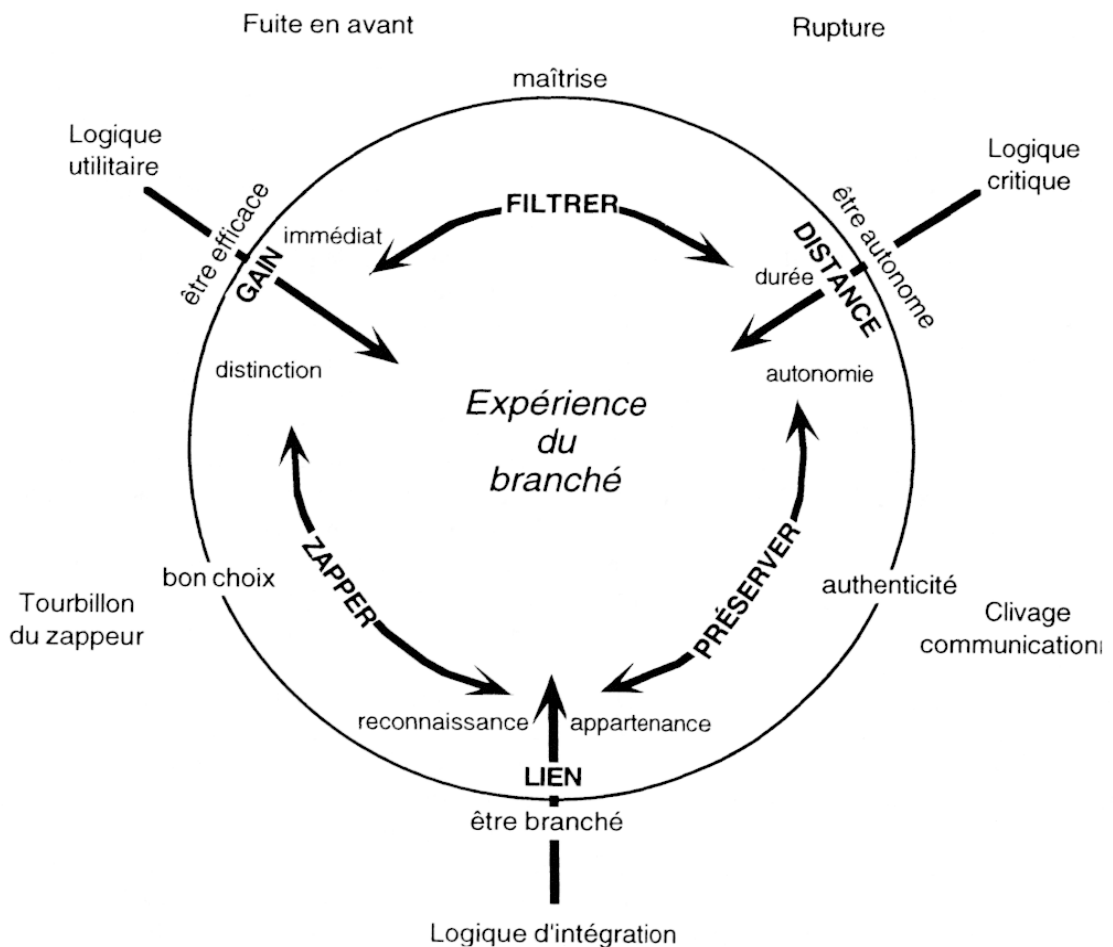 Fuite en avant
Rupture
maîtrise
Logique
utilitaire
Logique
critique
être efficace
GAIN
immédiat
FILTRER
durée
DISTANCE
être autonome
distinction
autonomie
Expérience
du
branché
ZAPPER
PRÉSERVER
bon choix
authenticité
Tourbillon
du zappeur
Clivage
communication
reconnaissance
appartenance
LIEN
être branché
Logique d'intégration